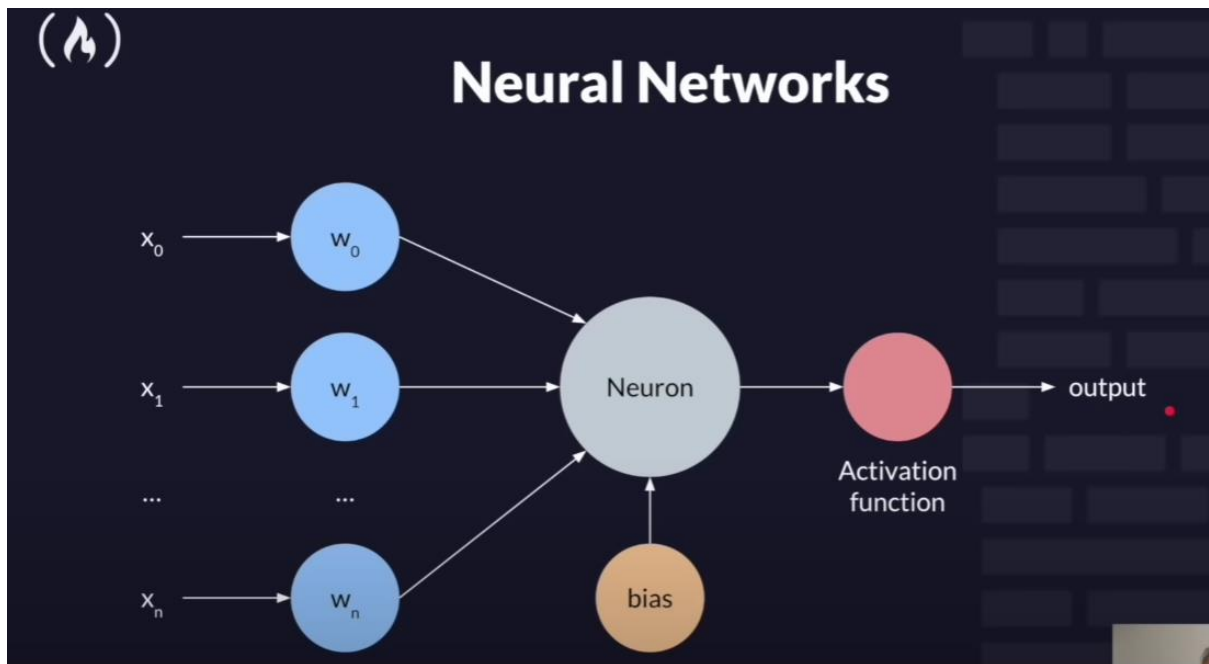 Neural Networks
x₀
w₀
x₁
w₁
Neuron
output
Activation
function
...
...
xₙ
wₙ
bias